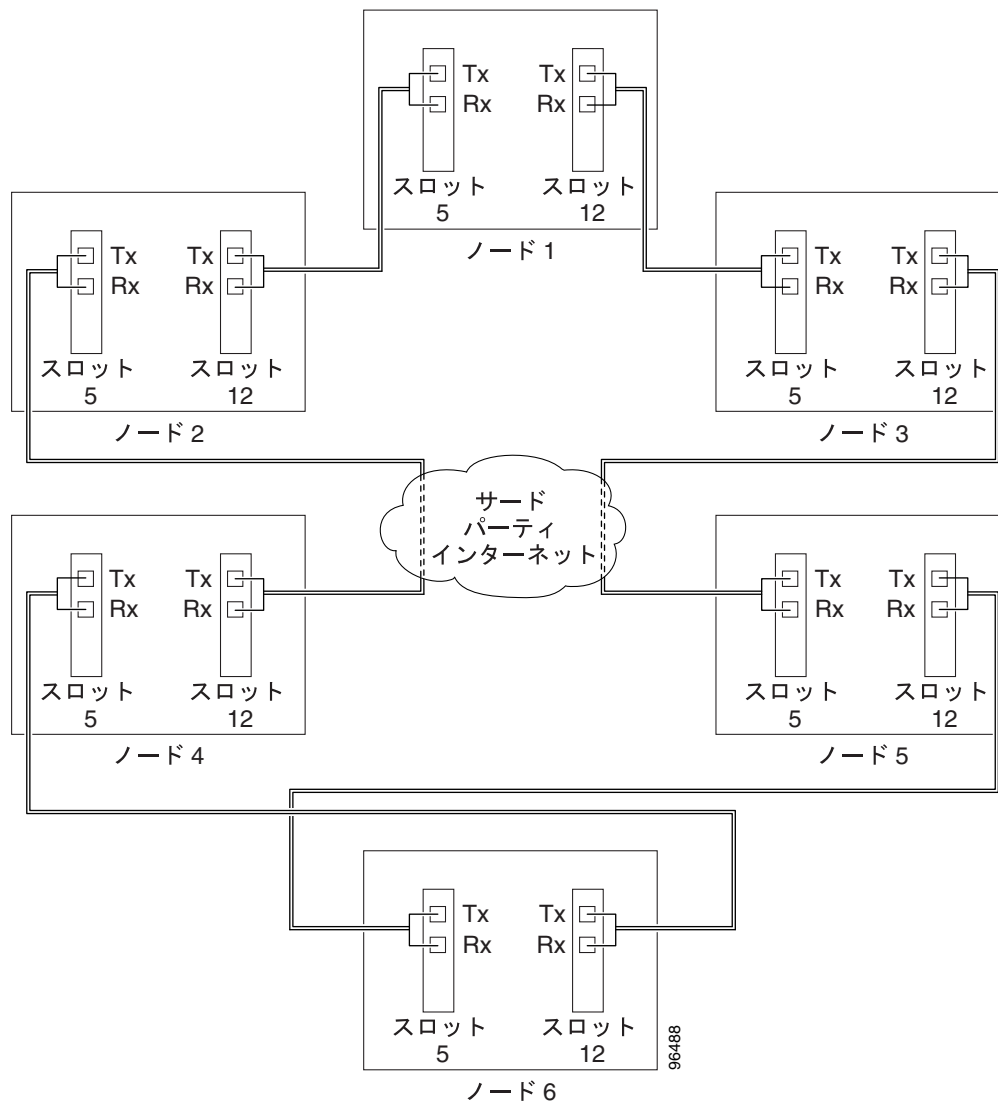 Tx
Rx
Tx
Rx
スロット
5
スロット
12
ノード 1
Tx
Rx
Tx
Rx
スロット
5
スロット
12
ノード 2
Tx
Rx
Tx
Rx
スロット
5
スロット
12
ノード 3
サード
パーティ
インターネット
Tx
Rx
Tx
Rx
スロット
5
スロット
12
ノード 4
Tx
Rx
Tx
Rx
スロット
5
スロット
12
ノード 5
Tx
Rx
Tx
Rx
スロット
5
スロット
12
ノード 6
96488